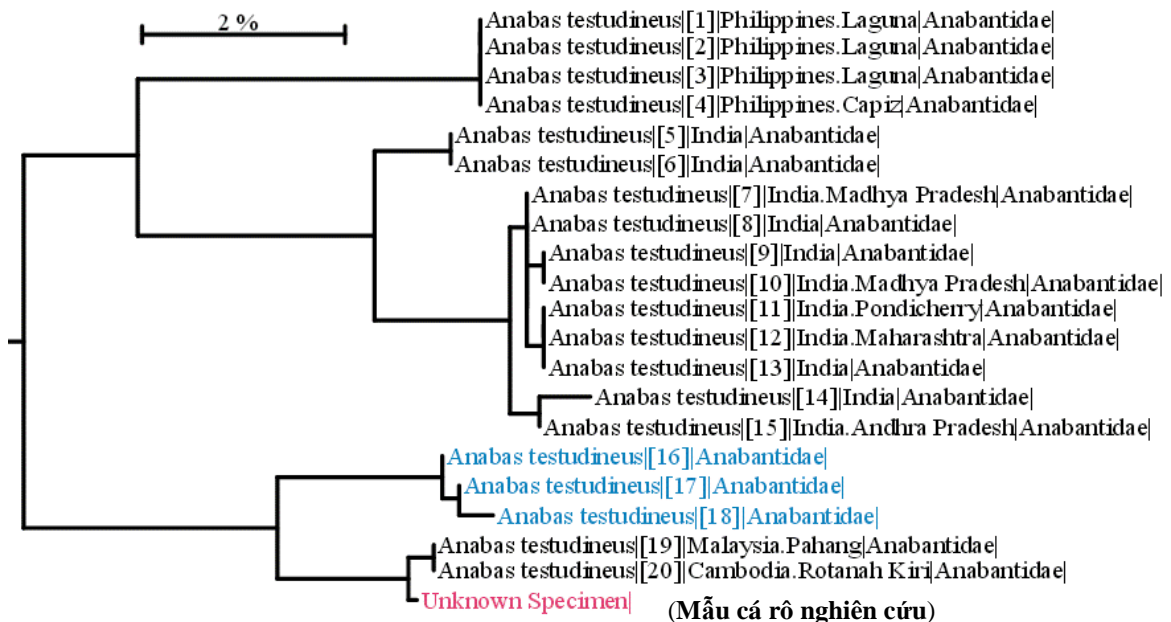 2 %
Anabas testudineus|[1]|Philippines.Laguna|Anabantidae|
Anabas testudineus|[2]|Philippines.Laguna|Anabantidae|
Anabas testudineus|[3]|Philippines.Laguna|Anabantidae|
Anabas testudineus|[4]|Philippines.Capiz|Anabantidae|
Anabas testudineus|[5]|India|Anabantidae|
Anabas testudineus|[6]|India|Anabantidae|
Anabas testudineus|[7]|India.Madhya Pradesh|Anabantidae|
Anabas testudineus|[8]|India|Anabantidae|
Anabas testudineus|[9]|India|Anabantidae|
Anabas testudineus|[10]|India.Madhya Pradesh|Anabantidae|
Anabas testudineus|[11]|India.Pondicherry|Anabantidae|
Anabas testudineus|[12]|India.Maharashtra|Anabantidae|
Anabas testudineus|[13]|India|Anabantidae|
Anabas testudineus|[14]|India|Anabantidae|
Anabas testudineus|[15]|India.Andhra Pradesh|Anabantidae|
Anabas testudineus|[16]|Anabantidae|
Anabas testudineus|[17]|Anabantidae|
Anabas testudineus|[18]|Anabantidae|
Anabas testudineus|[19]|Malaysia.Pahang|Anabantidae|
Anabas testudineus|[20]|Cambodia.Rotanah Kiri|Anabantidae|
Unknown Specimen| (Mẫu cá rô nghiên cứu)